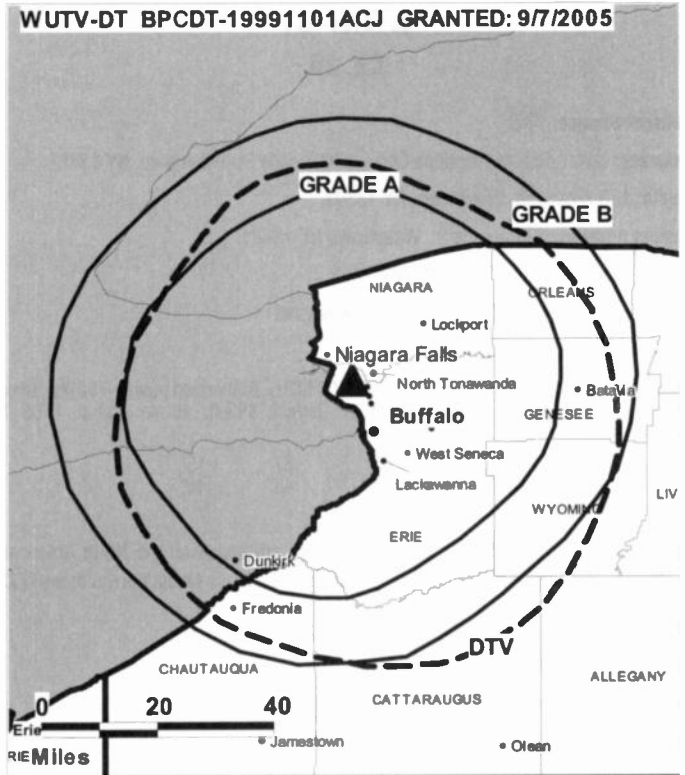 WUTV-DT BPCDT-19991101ACJ GRANTED: 9/7/2005
GRADE A
GRADE B
NIAGARA
ORLEANS
Lockport
Niagara Falls
North Tonawanda
Batavia
Buffalo
GENESEE
West Seneca
Lackawanna
LIV
WYOMING
ERIE
Dunkirk
Fredonia
DTV
CHAUTAUQUA
ALLEGANY
CATTARAUGUS
0 20 40
Erie
RIE Miles
Jamestown
Olean